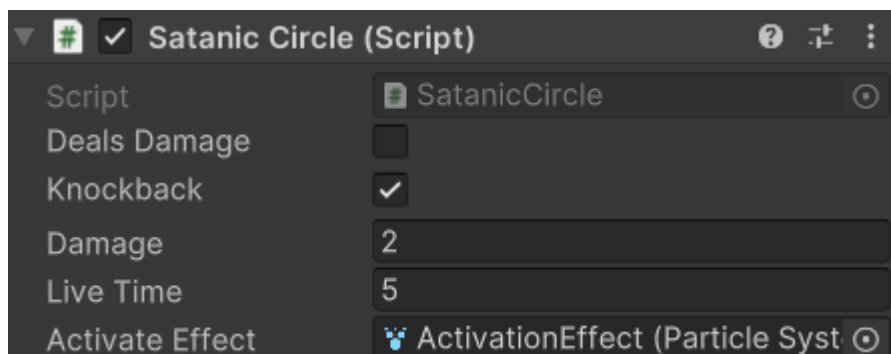 Satanic Circle (Script)
Script SatanicCircle
Deals Damage
Knockback
Damage 2
Live Time 5
Activate Effect ActivationEffect (Particle Syst